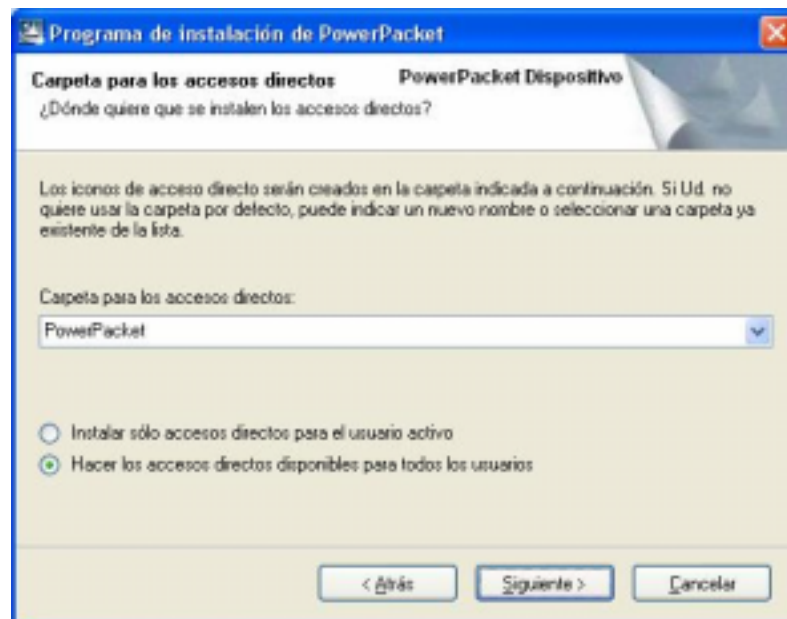 Programa de instalación de PowerPacket
Carpeta para los accesos directos
PowerPacket Dispositivo
¿Dónde quiere que se instalen los accesos directos?
Los iconos de acceso directo serán creados en la carpeta indicada a continuación. Si Ud. no
quiere usar la carpeta por defecto, puede indicar un nuevo nombre o seleccionar una carpeta ya
existente de la lista.
Carpeta para los accesos directos:
PowerPacket
Instalar sólo accesos directos para el usuario activo
Hacer los accesos directos disponibles para todos los usuarios
< Atrás
Siguiente >
Cancelar